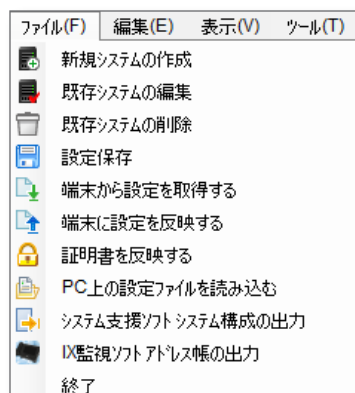 ファイル(F) 編集(E) 表示(V) ツール(T)
新規システムの作成
既存システムの編集
既存システムの削除
設定保存
端末から設定を取得する
端末に設定を反映する
証明書を反映する
PC上の設定ファイルを読み込む
システム支援ソフト システム構成の出力
IX監視ソフト アドレス帳の出力
終了